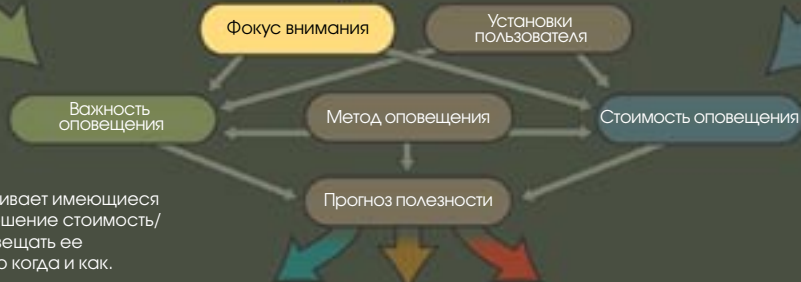 Фокус внимания
Установки
пользователя
Важность
оповещения
Метод оповещения
Стоимость оповещения
Прогноз полезности
ивает имеющиеся
шение стоимость/
вещать ее
о когда и как.